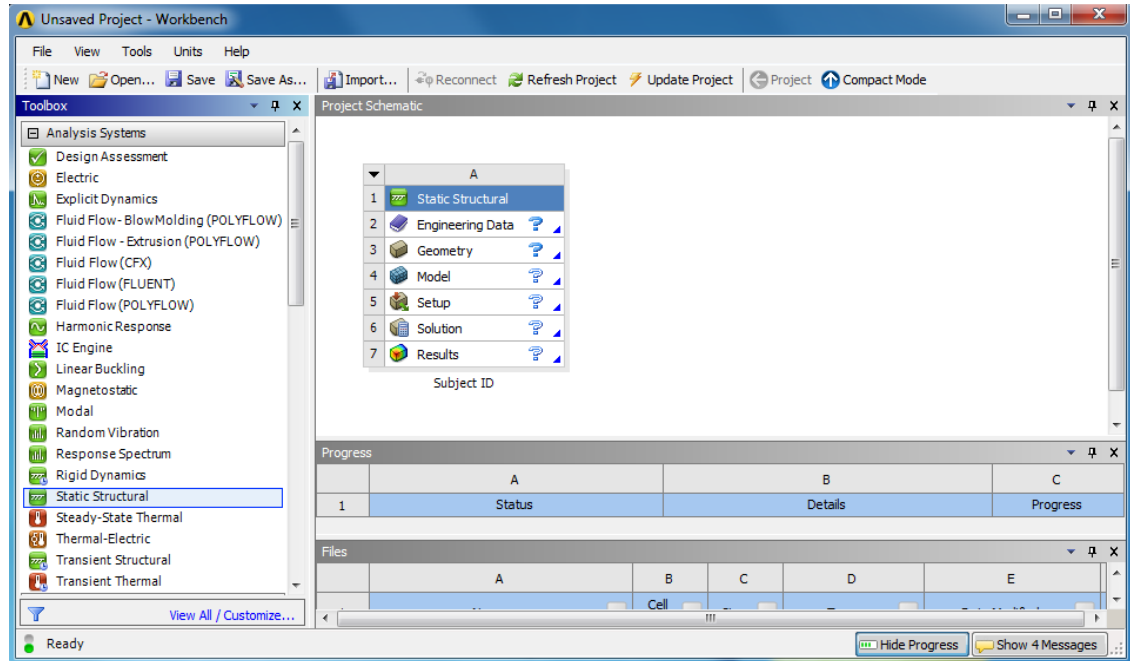 Unsaved Project - Workbench
File View Tools Units Help
New Open... Save Save As... Import... Reconnect Refresh Project Update Project Project Compact Mode
Toolbox
Analysis Systems
Design Assessment
Electric
Explicit Dynamics
Fluid Flow- BlowMolding (POLYFLOW)
Fluid Flow - Extrusion (POLYFLOW)
Fluid Flow (CFX)
Fluid Flow (FLUENT)
Fluid Flow (POLYFLOW)
Harmonic Response
IC Engine
Linear Buckling
Magnetostatic
Modal
Random Vibration
Response Spectrum
Rigid Dynamics
Static Structural
Steady-State Thermal
Thermal-Electric
Transient Structural
Transient Thermal
View All / Customize...
Project Schematic
A
1 Static Structural
2 Engineering Data ?
3 Geometry ?
4 Model ?
5 Setup ?
6 Solution ?
7 Results ?
Subject ID
Progress
A B C
1 Status Details Progress
Files
A B C D E
Cell
Ready Hide Progress Show 4 Messages